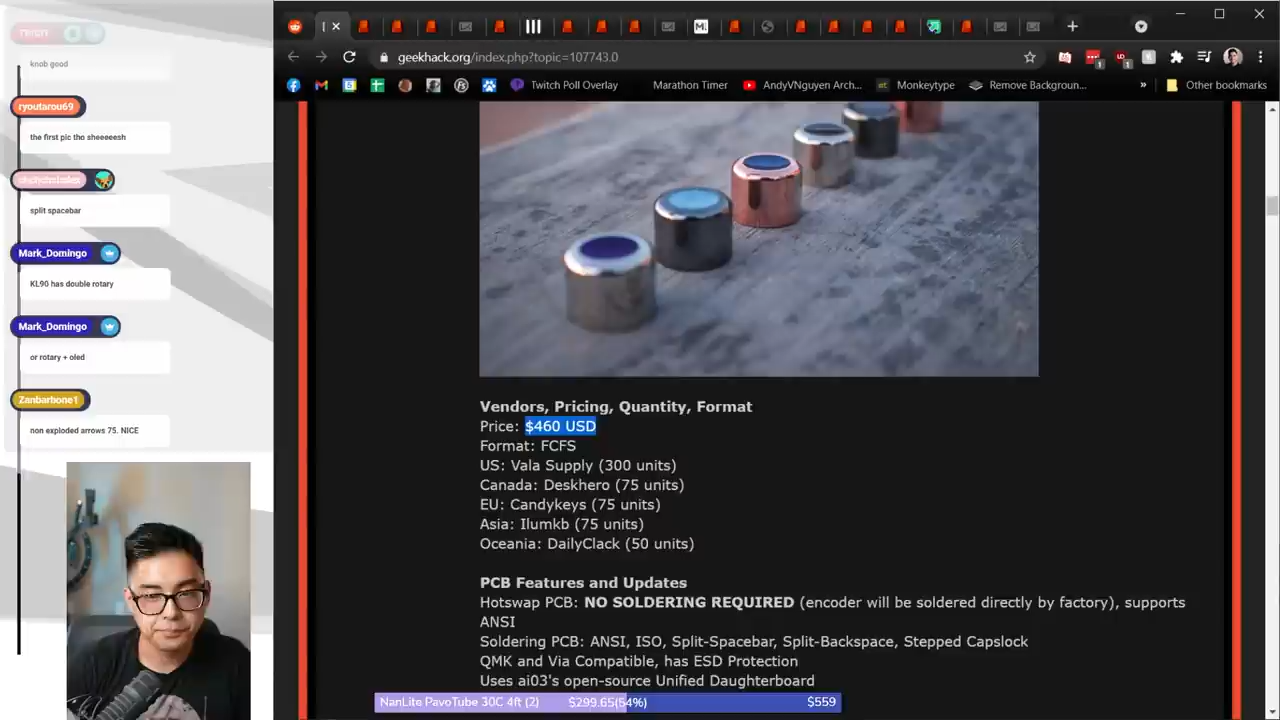 knob good
ryoutarou69
the first pic tho sheeeeesh
split spacebar
Mark_Domingo
KL90 has double rotary
Mark_Domingo
or rotary + oled
Zanbarbone1
non exploded arrows 75. NICE
geekhack.org/index.php?topic=107743.0
Twitch Poll Overlay
Marathon Timer
AndyVNguyen Arch...
Monkeytype
Remove Backgroun...
»
Other bookmarks
Vendors, Pricing, Quantity, Format
Price: $460 USD
Format: FCFS
US: Vala Supply (300 units)
Canada: Deskhero (75 units)
EU: Candykeys (75 units)
Asia: Ilumkb (75 units)
Oceania: DailyClack (50 units)
PCB Features and Updates
Hotswap PCB: NO SOLDERING REQUIRED (encoder will be soldered directly by factory), supports
ANSI
Soldering PCB: ANSI, ISO, Split-Spacebar, Split-Backspace, Stepped Capslock
QMK and Via Compatible, has ESD Protection
Uses ai03's open-source Unified Daughterboard
NanLite PavoTube 30C 4ft (2) $299.65(54%) $559